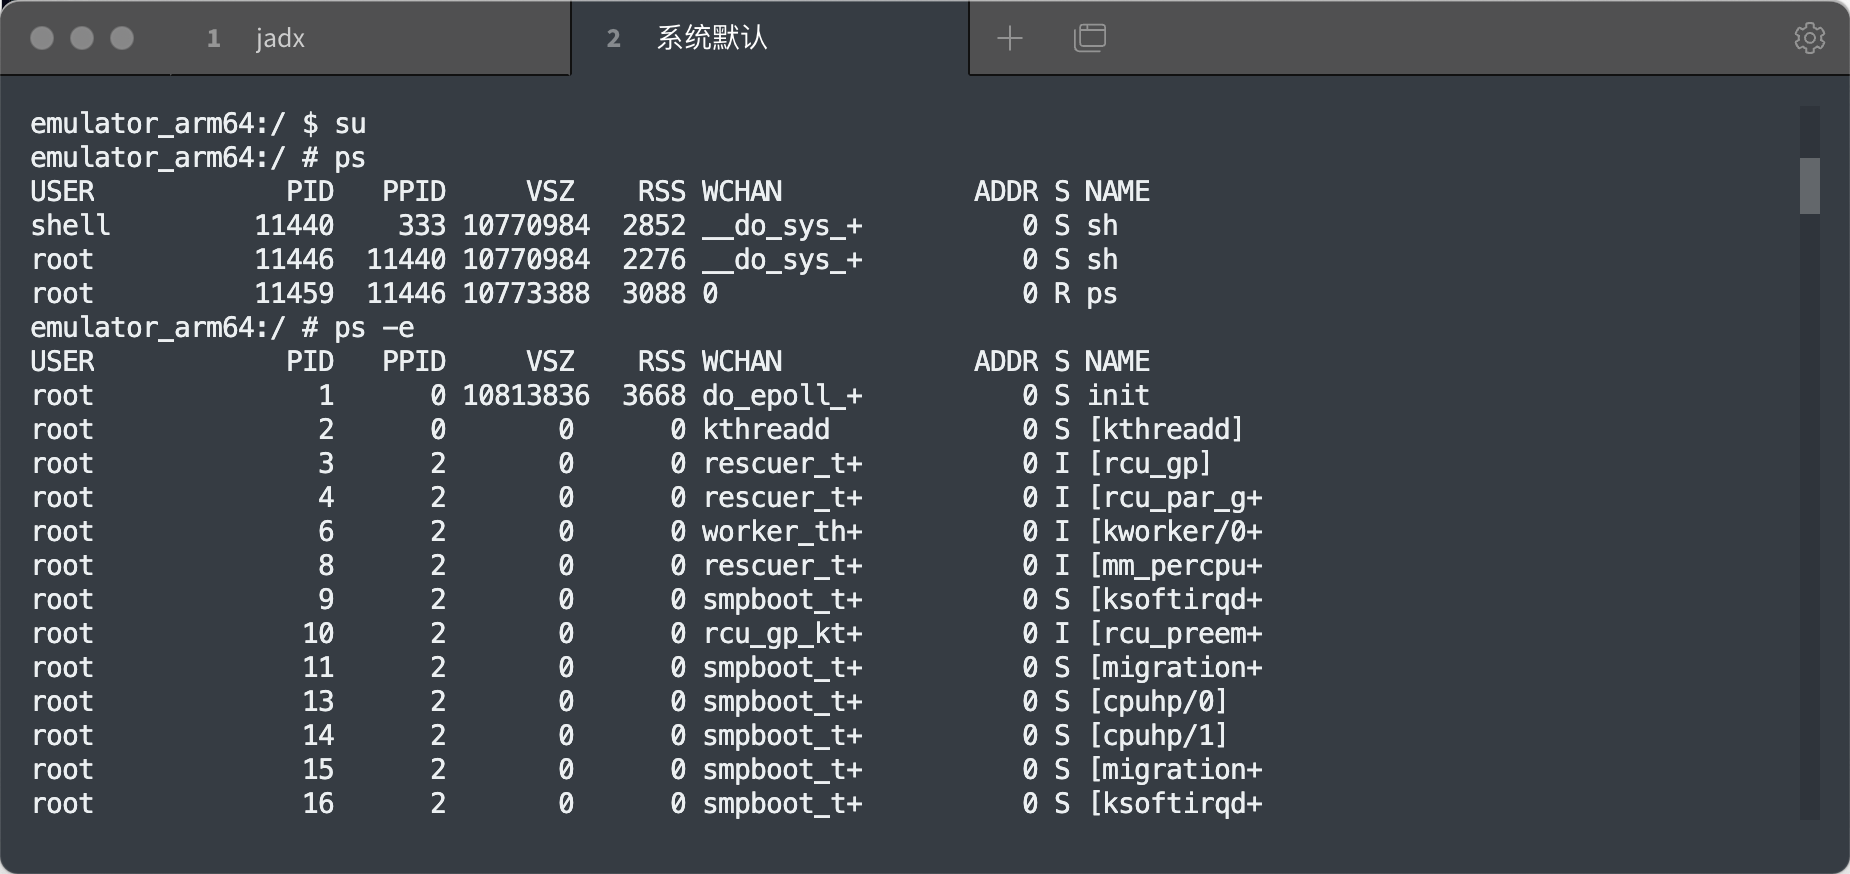 1 jadx 2 系统默认
emulator_arm64:/ $ su
emulator_arm64:/ # ps
USER PID PPID VSZ RSS WCHAN ADDR S NAME
shell 11440 333 10770984 2852 __do_sys_+ 0 S sh
root 11446 11440 10770984 2276 __do_sys_+ 0 S sh
root 11459 11446 10773388 3088 0 0 R ps
emulator_arm64:/ # ps -e
USER PID PPID VSZ RSS WCHAN ADDR S NAME
root 1 0 10813836 3668 do_epoll_+ 0 S init
root 2 0 0 0 kthreadd 0 S [kthreadd]
root 3 2 0 0 rescuer_t+ 0 I [rcu_gp]
root 4 2 0 0 rescuer_t+ 0 I [rcu_par_g+
root 6 2 0 0 worker_th+ 0 I [kworker/0+
root 8 2 0 0 rescuer_t+ 0 I [mm_percpu+
root 9 2 0 0 smpboot_t+ 0 S [ksoftirqd+
root 10 2 0 0 rcu_gp_kt+ 0 I [rcu_preem+
root 11 2 0 0 smpboot_t+ 0 S [migration+
root 13 2 0 0 smpboot_t+ 0 S [cpuhp/0]
root 14 2 0 0 smpboot_t+ 0 S [cpuhp/1]
root 15 2 0 0 smpboot_t+ 0 S [migration+
root 16 2 0 0 smpboot_t+ 0 S [ksoftirqd+